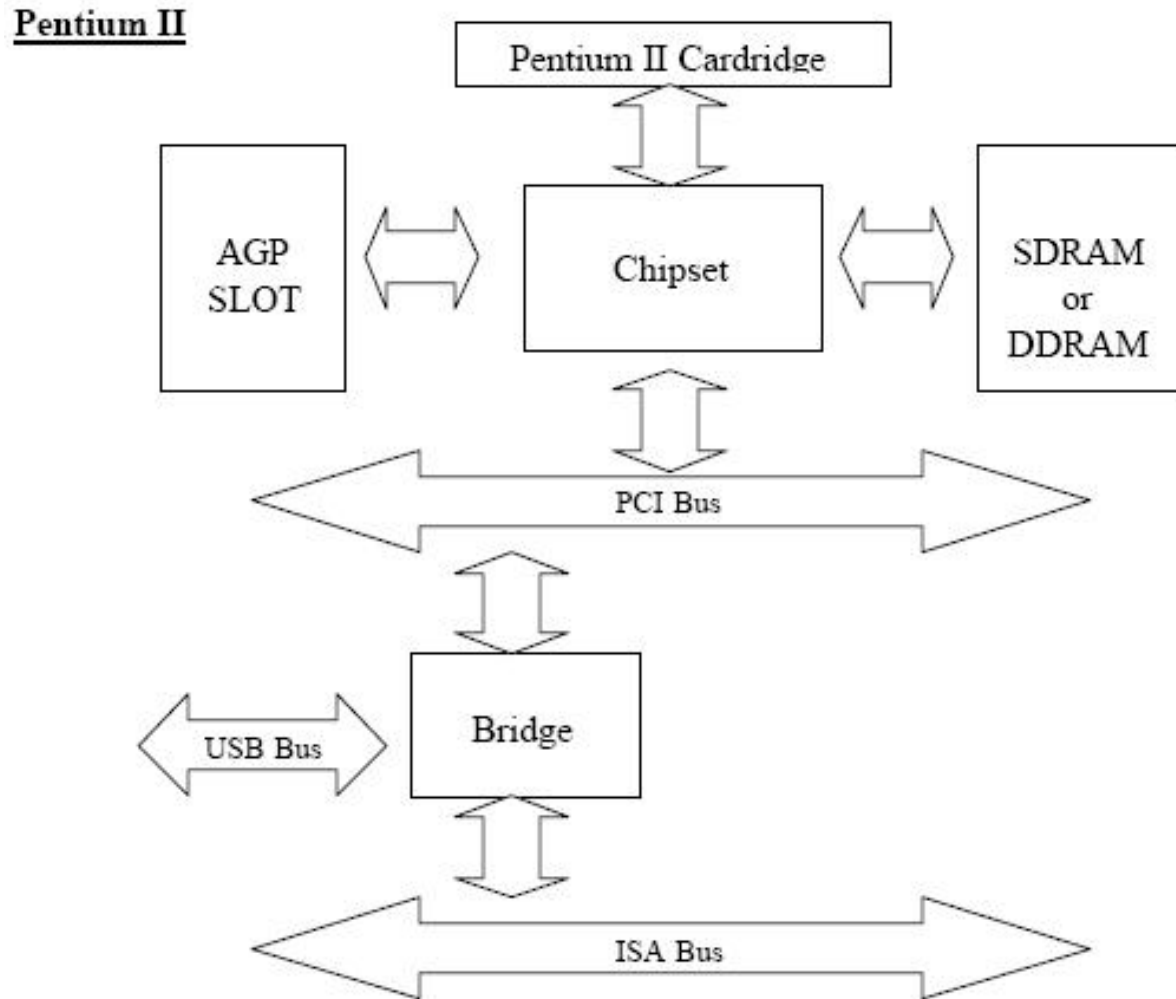 Pentium II
Pentium II Cardridge
AGP
SLOT
Chipset
SDRAM
or
DDRAM
PCI Bus
USB Bus
Bridge
ISA Bus